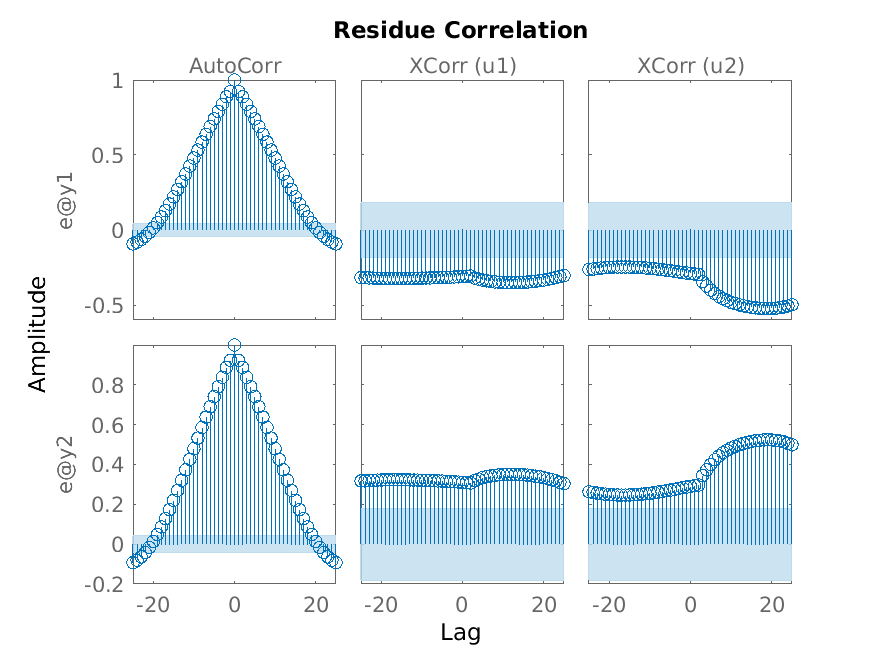 Residue Correlation
AutoCorr
XCorr (u1)
XCorr (u2)
Amplitude
e@y1
1
0.5
0
-0.5
e@y2
0.8
0.6
0.4
0.2
0
-0.2
-20 0 20
-20 0 20
-20 0 20
Lag